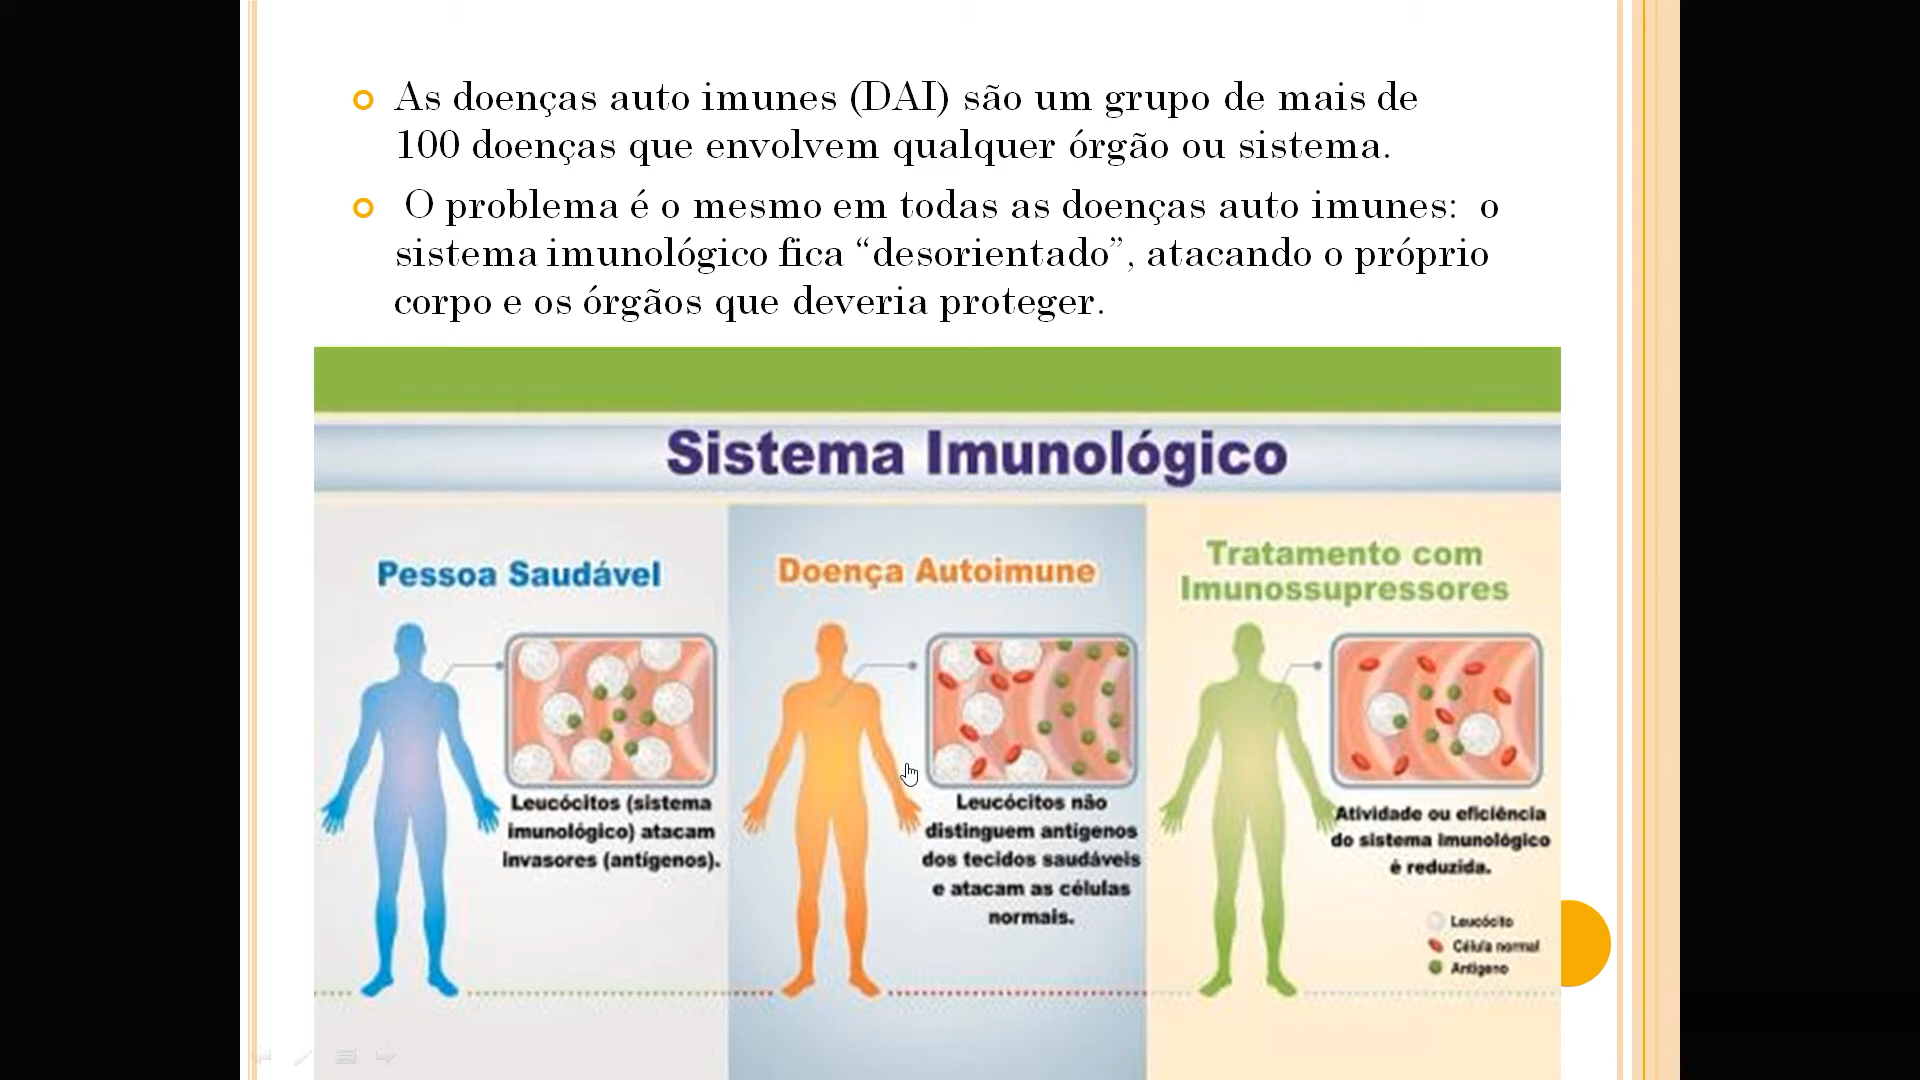 As doenças auto imunes (DAI) são um grupo de mais de
100 doenças que envolvem qualquer órgão ou sistema.
O problema é o mesmo em todas as doenças auto imunes: o
sistema imunológico fica “desorientado”, atacando o próprio
corpo e os órgãos que deveria proteger.
Sistema Imunológico
Pessoa Saudável
Leucócitos (sistema
imunológico) atacam
invasores (antígenos).
Doença Autoimune
Leucócitos não
distinguem antígenos
dos tecidos saudáveis
e atacam as células
normais.
Tratamento com
Imunossupressores
Atividade ou eficiência
do sistema imunológico
é reduzida.
Leucócito
Célula normal
Antígeno